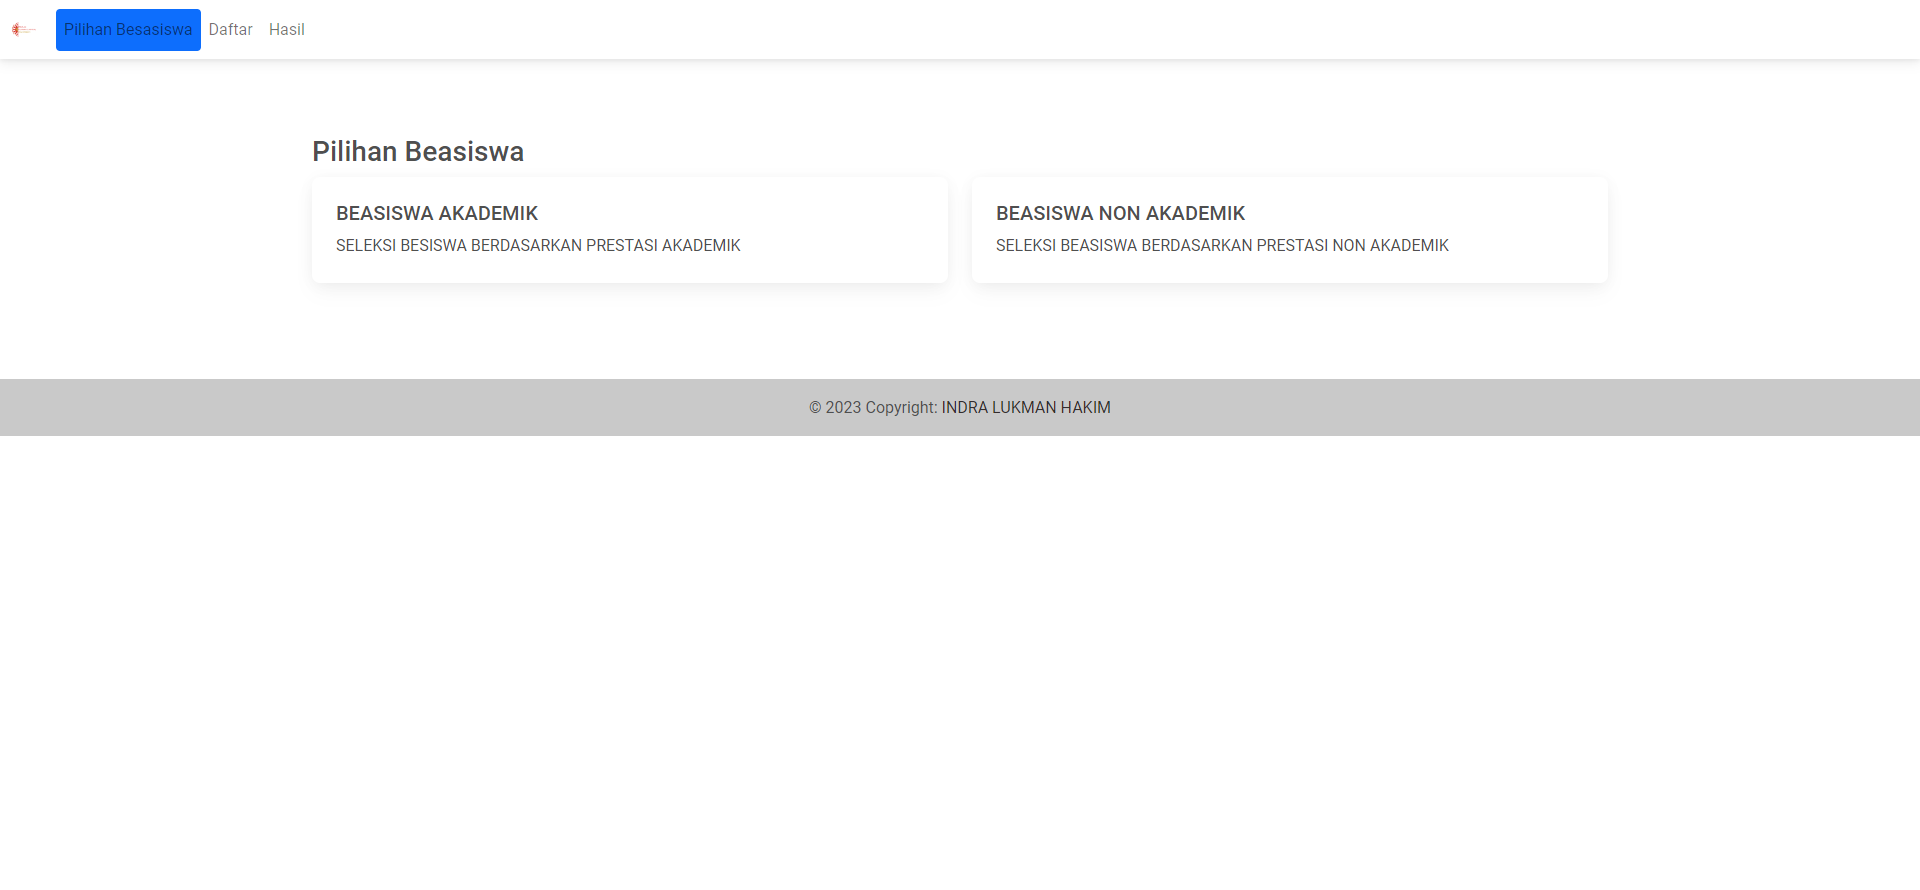 Pilihan Besasiswa Daftar Hasil
Pilihan Beasiswa
BEASISWA AKADEMIK
SELEKSI BESISWA BERDASARKAN PRESTASI AKADEMIK
BEASISWA NON AKADEMIK
SELEKSI BEASISWA BERDASARKAN PRESTASI NON AKADEMIK
© 2023 Copyright: INDRA LUKMAN HAKIM